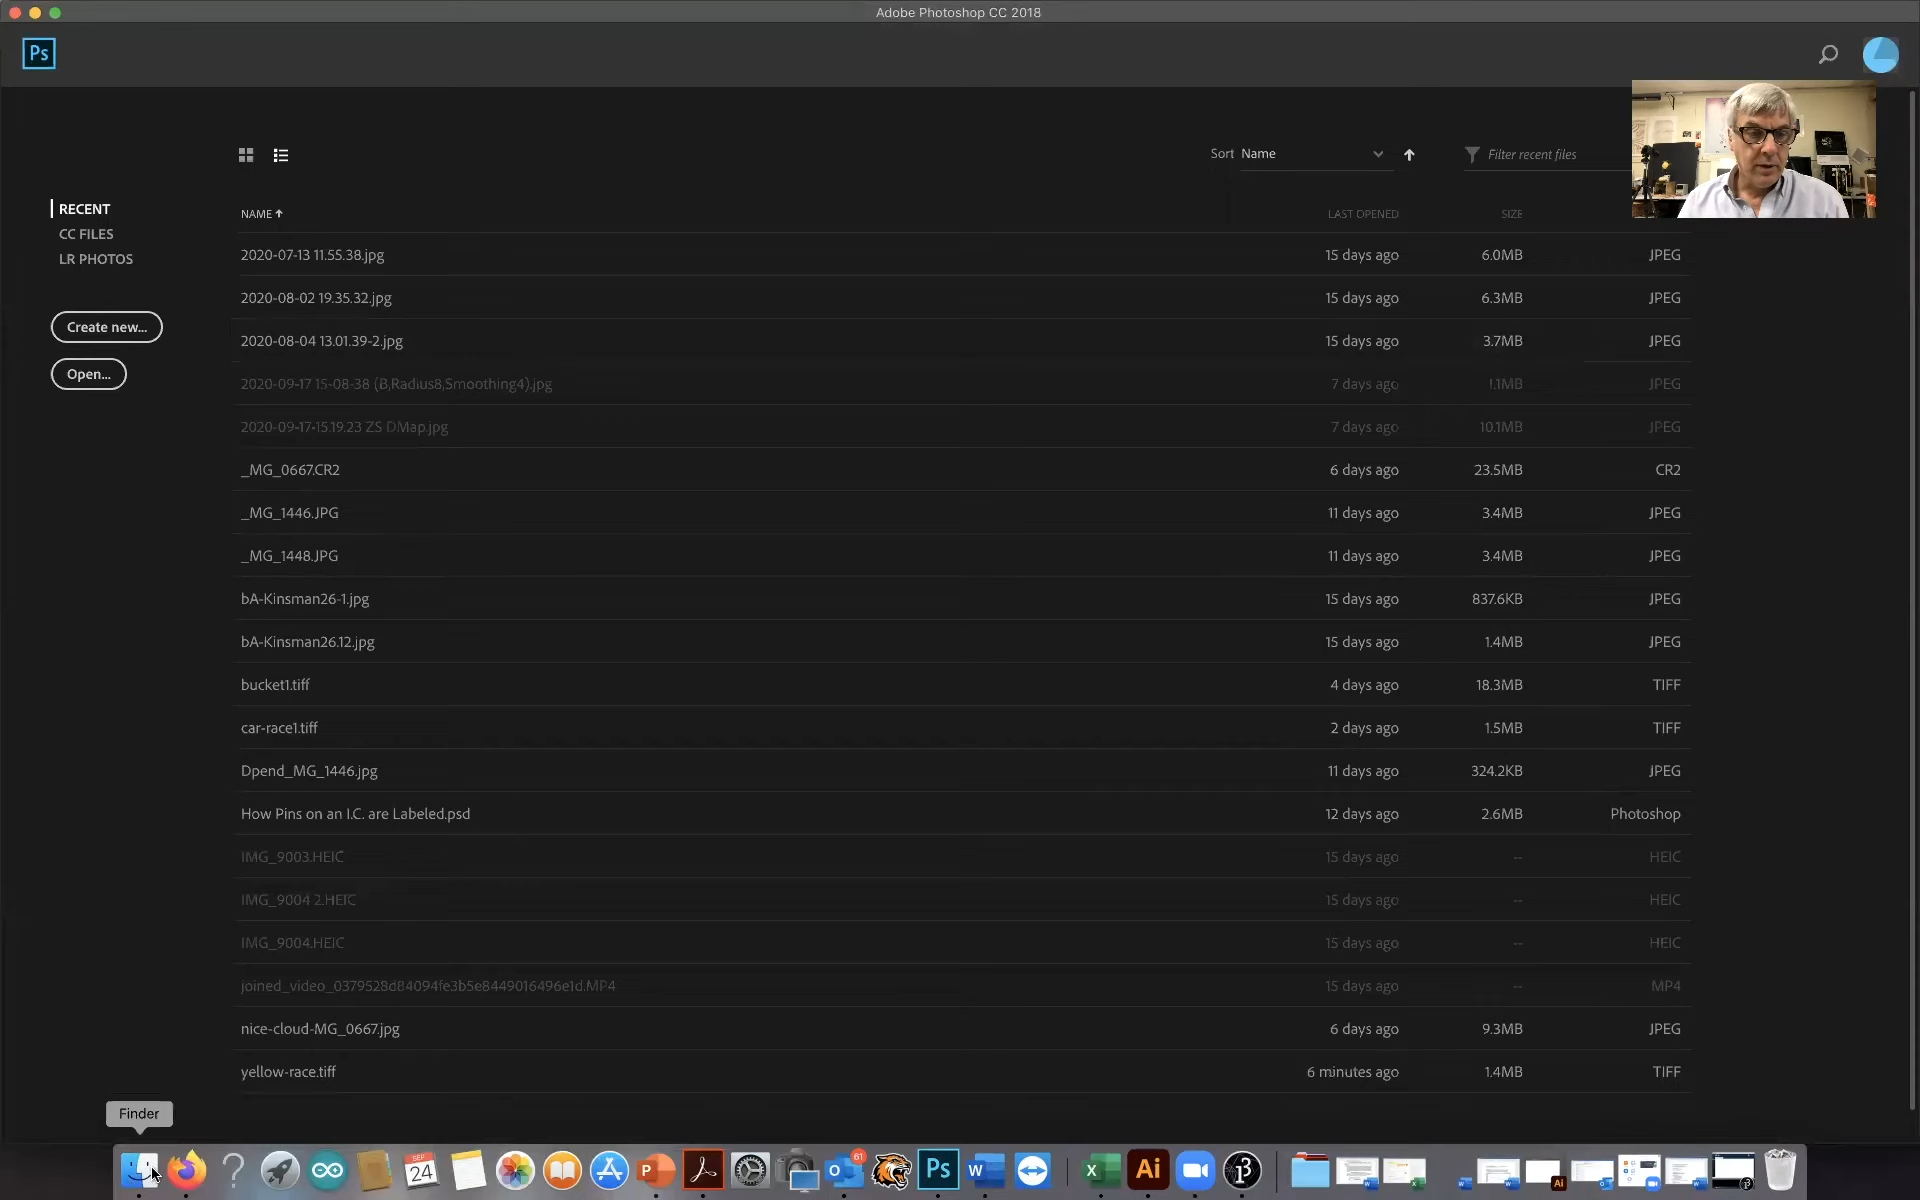 Adobe Photoshop CC 2018
Ps
Sort Name
Filter recent files
RECENT
CC FILES
LR PHOTOS
Create new...
Open...
NAME LAST OPENED SIZE
2020-07-13 11.55.38.jpg 15 days ago 6.0MB JPEG
2020-08-02 19.35.32.jpg 15 days ago 6.3MB JPEG
2020-08-04 13.01.39-2.jpg 15 days ago 3.7MB JPEG
2020-09-17 15-08-38 (B,Radius8,Smoothing4).jpg 7 days ago 1.1MB JPEG
2020-09-17-15.19.23 ZS DMap.jpg 7 days ago 10.1MB JPEG
_MG_0667.CR2 6 days ago 23.5MB CR2
_MG_1446.JPG 11 days ago 3.4MB JPEG
_MG_1448.JPG 11 days ago 3.4MB JPEG
bA-Kinsman26-1.jpg 15 days ago 837.6KB JPEG
bA-Kinsman26.12.jpg 15 days ago 1.4MB JPEG
bucket1.tiff 4 days ago 18.3MB TIFF
car-race1.tiff 2 days ago 1.5MB TIFF
Dpend_MG_1446.jpg 11 days ago 324.2KB JPEG
How Pins on an I.C. are Labeled.psd 12 days ago 2.6MB Photoshop
IMG_9003.HEIC 15 days ago -- HEIC
IMG_9004 2.HEIC 15 days ago -- HEIC
IMG_9004.HEIC 15 days ago -- HEIC
joined_video_0379528d84094fe3b5e8449016496e1d.MP4 15 days ago -- MP4
nice-cloud-MG_0667.jpg 6 days ago 9.3MB JPEG
yellow-race.tiff 6 minutes ago 1.4MB TIFF
Finder
SEP
24
P
O
61
Ps
W
X
Ai